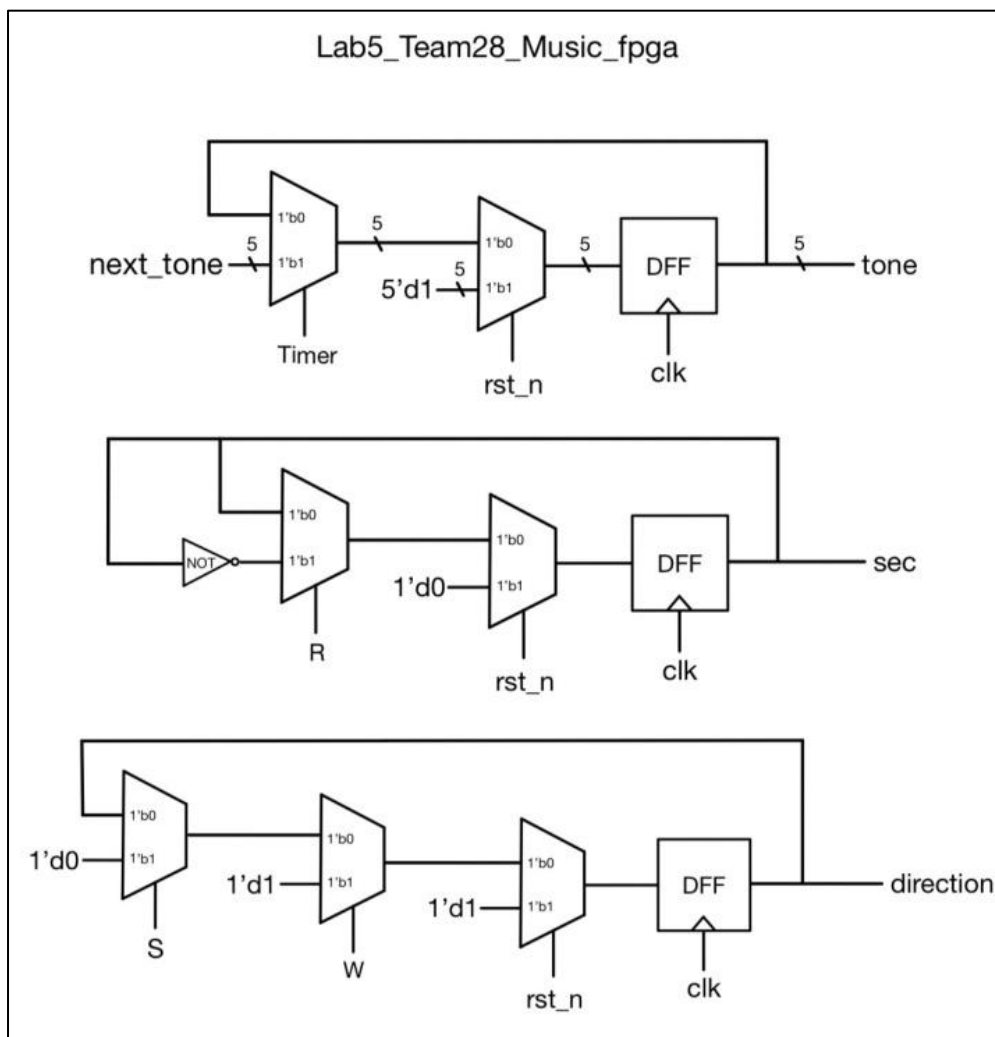 Lab5_Team28_Music_fpga
1'b0
5
5
1'b0
5
5
next_tone
1'b1
5
5'd1
1'b1
DFF
tone
Timer
rst_n
clk
1'b0
1'b0
NOT
1'b1
1'd0
1'b1
DFF
sec
R
rst_n
clk
1'b0
1'b0
1'd0
1'b1
1'b0
1'd1
1'b1
1'd1
1'b1
DFF
direction
S
W
rst_n
clk